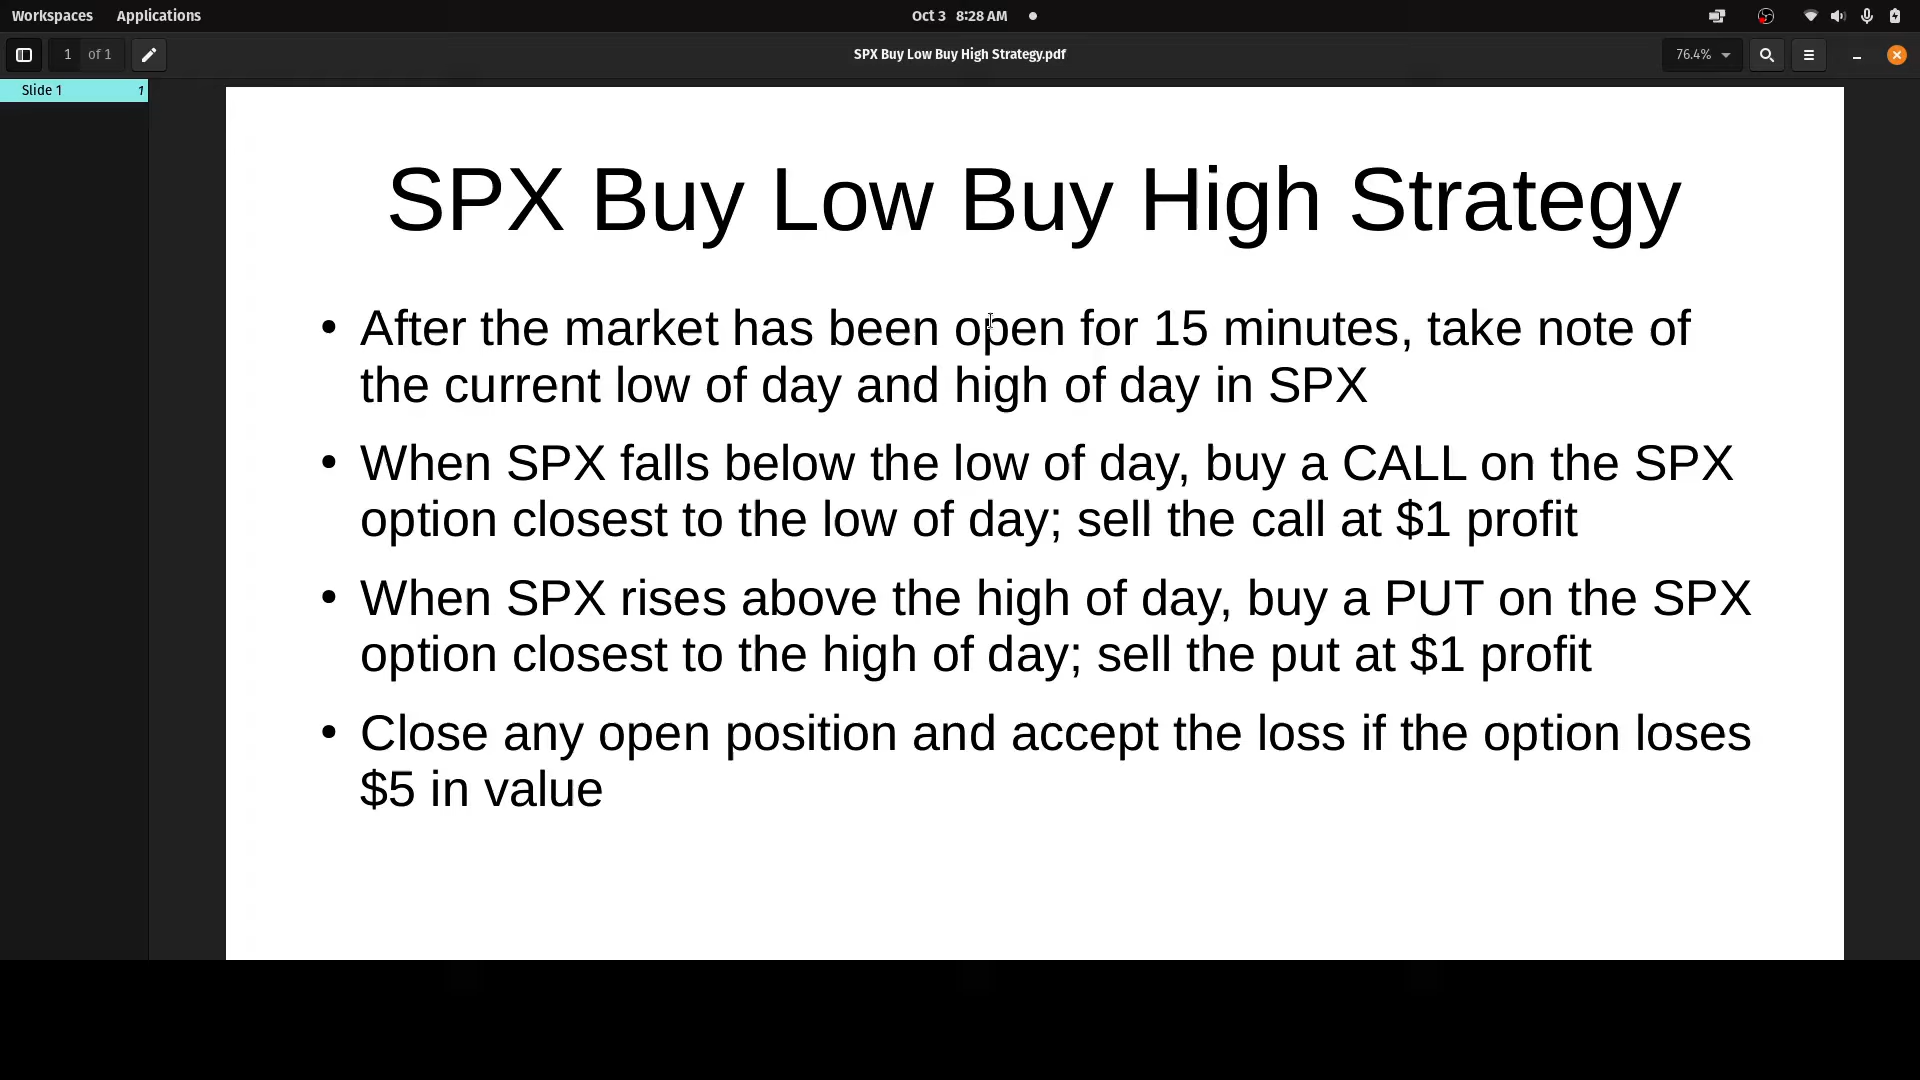 Workspaces Applications Oct 3 8:28 AM
1 of 1 SPX Buy Low Buy High Strategy.pdf 76.4%
Slide 1 1
SPX Buy Low Buy High Strategy
• After the market has been open for 15 minutes, take note of
the current low of day and high of day in SPX
• When SPX falls below the low of day, buy a CALL on the SPX
option closest to the low of day; sell the call at $1 profit
• When SPX rises above the high of day, buy a PUT on the SPX
option closest to the high of day; sell the put at $1 profit
• Close any open position and accept the loss if the option loses
$5 in value